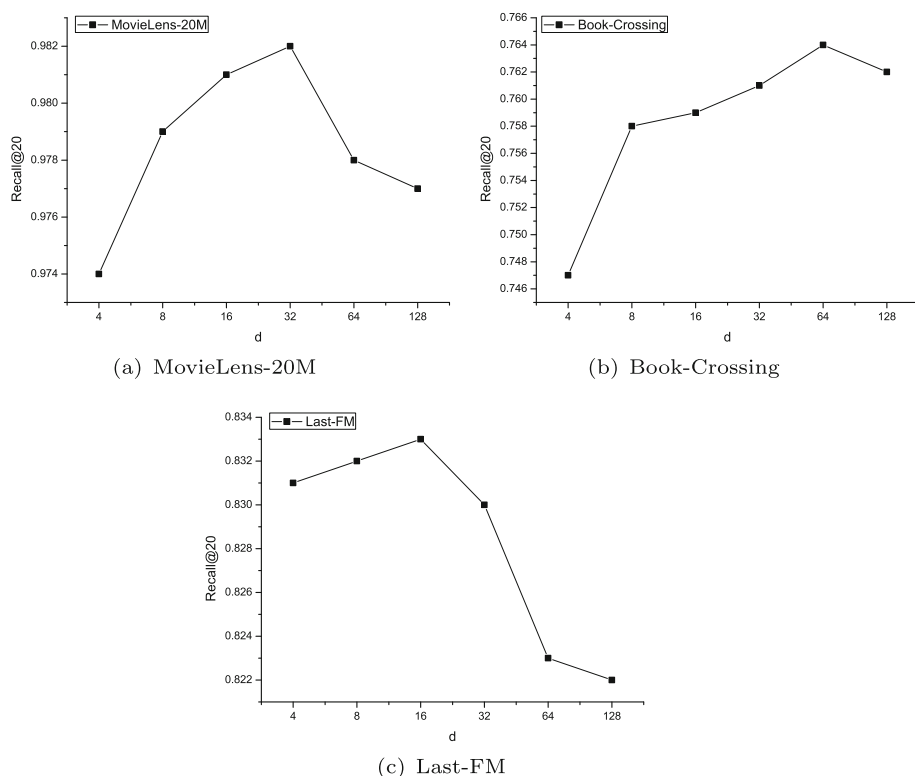 MovieLens-20M
0.982
0.980
0.978
0.976
0.974
Recall@20
4 8 16 32 64 128
d
(a) MovieLens-20M
Book-Crossing
0.766
0.764
0.762
0.760
0.758
0.756
0.754
0.752
0.750
0.748
0.746
Recall@20
4 8 16 32 64 128
d
(b) Book-Crossing
Last-FM
0.834
0.832
0.830
0.828
0.826
0.824
0.822
Recall@20
4 8 16 32 64 128
d
(c) Last-FM